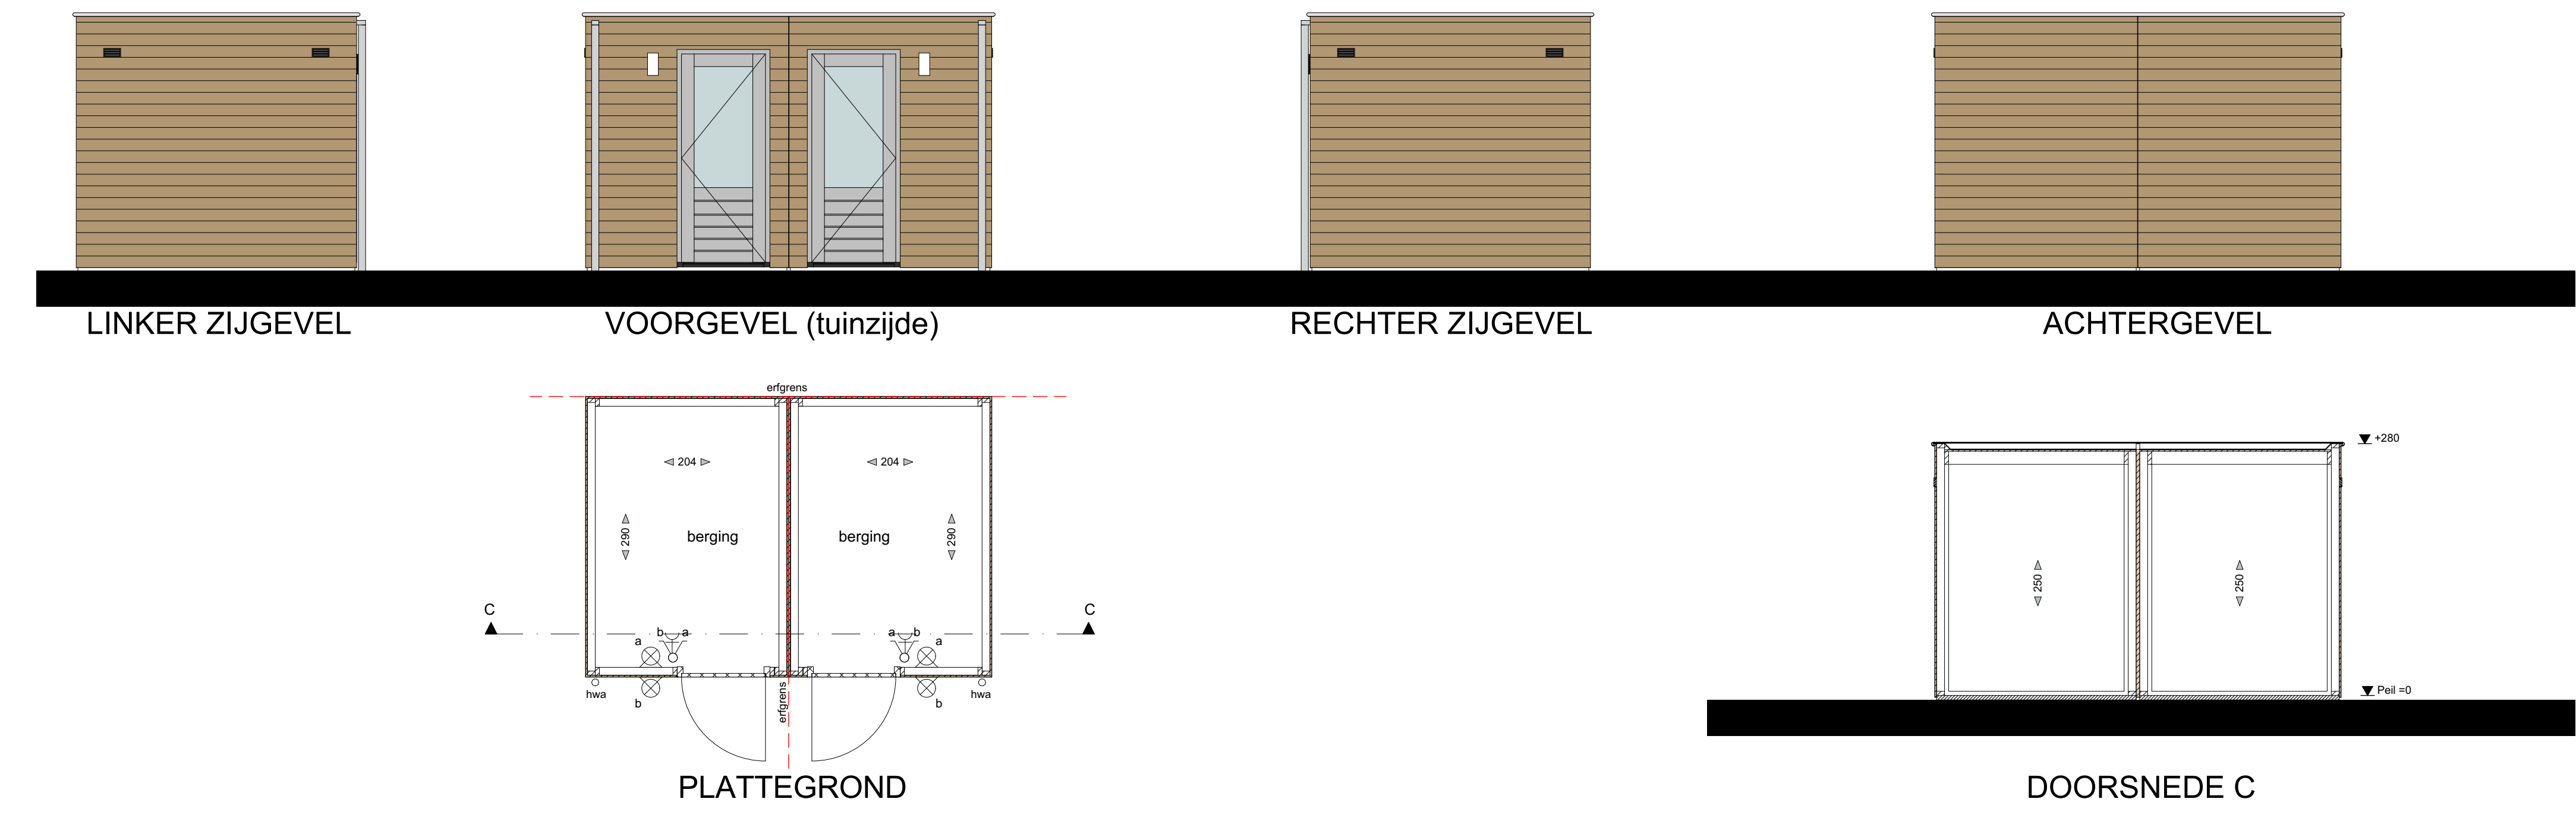 LINKER ZIJGEVEL
VOORGEVEL (tuinzijde)
RECHTER ZIJGEVEL
ACHTERGEVEL
erfgrens
204
204
290
berging
berging
290
C
C
b
a
a
b
a
a
hwa
b
erfgrens
b
hwa
PLATTEGROND
+280
250
250
Peil =0
DOORSNEDE C